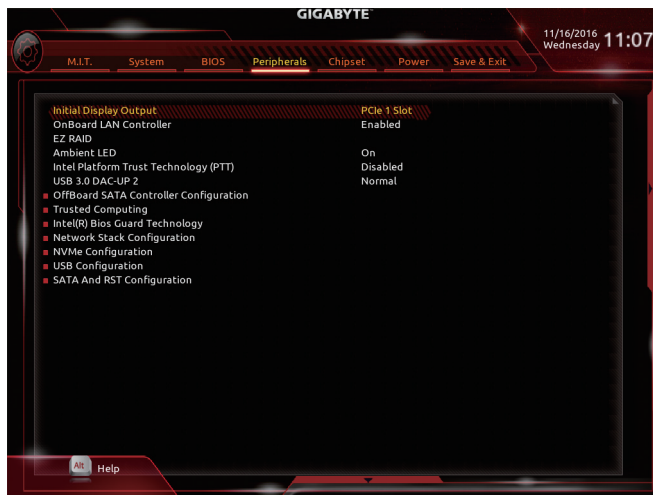 GIGABYTE™
11/16/2016
Wednesday
11:07
M.I.T. System BIOS Peripherals Chipset Power Save & Exit
Initial Display Output PCIe 1 Slot
OnBoard LAN Controller Enabled
EZ RAID
Ambient LED On
Intel Platform Trust Technology (PTT) Disabled
USB 3.0 DAC-UP 2 Normal
OffBoard SATA Controller Configuration
Trusted Computing
Intel(R) Bios Guard Technology
Network Stack Configuration
NVMe Configuration
USB Configuration
SATA And RST Configuration
Alt Help